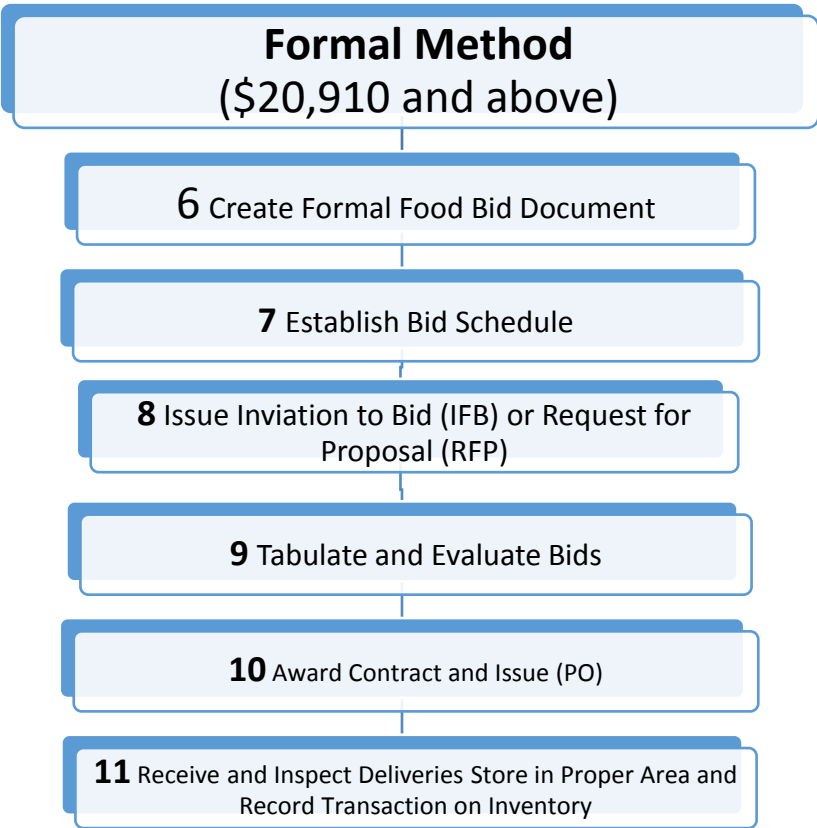 Formal Method
($20,910 and above)
6 Create Formal Food Bid Document
7 Establish Bid Schedule
8 Issue Inviation to Bid (IFB) or Request for
Proposal (RFP)
9 Tabulate and Evaluate Bids
10 Award Contract and Issue (PO)
11 Receive and Inspect Deliveries Store in Proper Area and
Record Transaction on Inventory